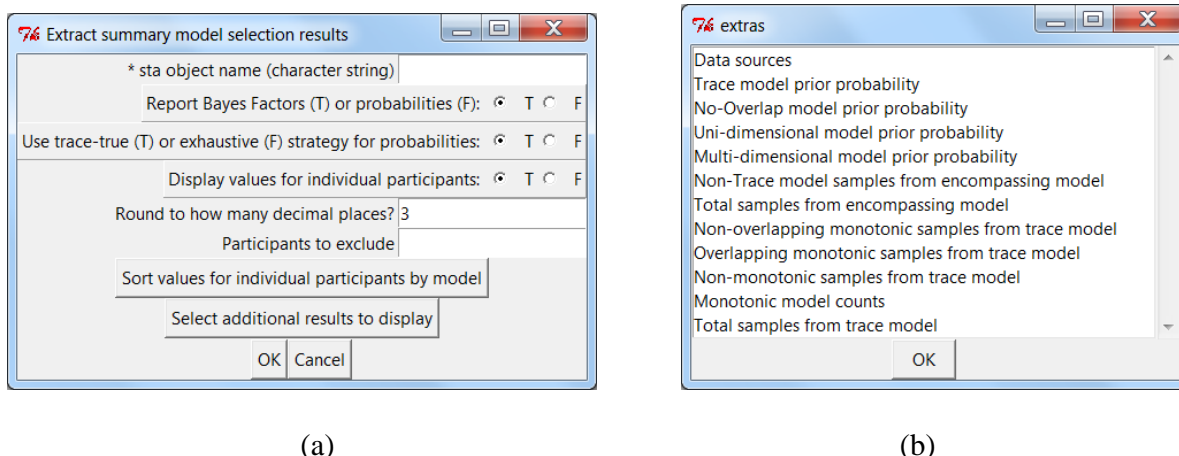 Extract summary model selection results
* sta object name (character string)
Report Bayes Factors (T) or probabilities (F): T F
Use trace-true (T) or exhaustive (F) strategy for probabilities: T F
Display values for individual participants: T F
Round to how many decimal places? 3
Participants to exclude
Sort values for individual participants by model
Select additional results to display
OK Cancel
(a)
extras
Data sources
Trace model prior probability
No-Overlap model prior probability
Uni-dimensional model prior probability
Multi-dimensional model prior probability
Non-Trace model samples from encompassing model
Total samples from encompassing model
Non-overlapping monotonic samples from trace model
Overlapping monotonic samples from trace model
Non-monotonic samples from trace model
Monotonic model counts
Total samples from trace model
OK
(b)